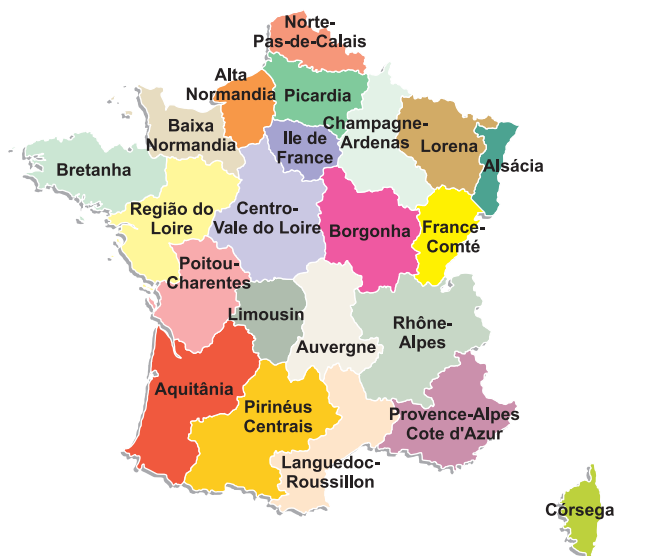 Norte-
Pas-de-Calais
Alta
Normandia
Picardia
Champagne-
Ardenas
Baixa
Normandia
Ile de
France
Lorena
Alsácia
Bretanha
Região do
Loire
Centro-
Vale do Loire
Borgonha
France-
Comté
Poitou-
Charentes
Limousin
Rhône-
Alpes
Auvergne
Aquitânia
Pirinéus
Centrais
Provence-Alpes
Cote d'Azur
Languedoc-
Roussillon
Córsega